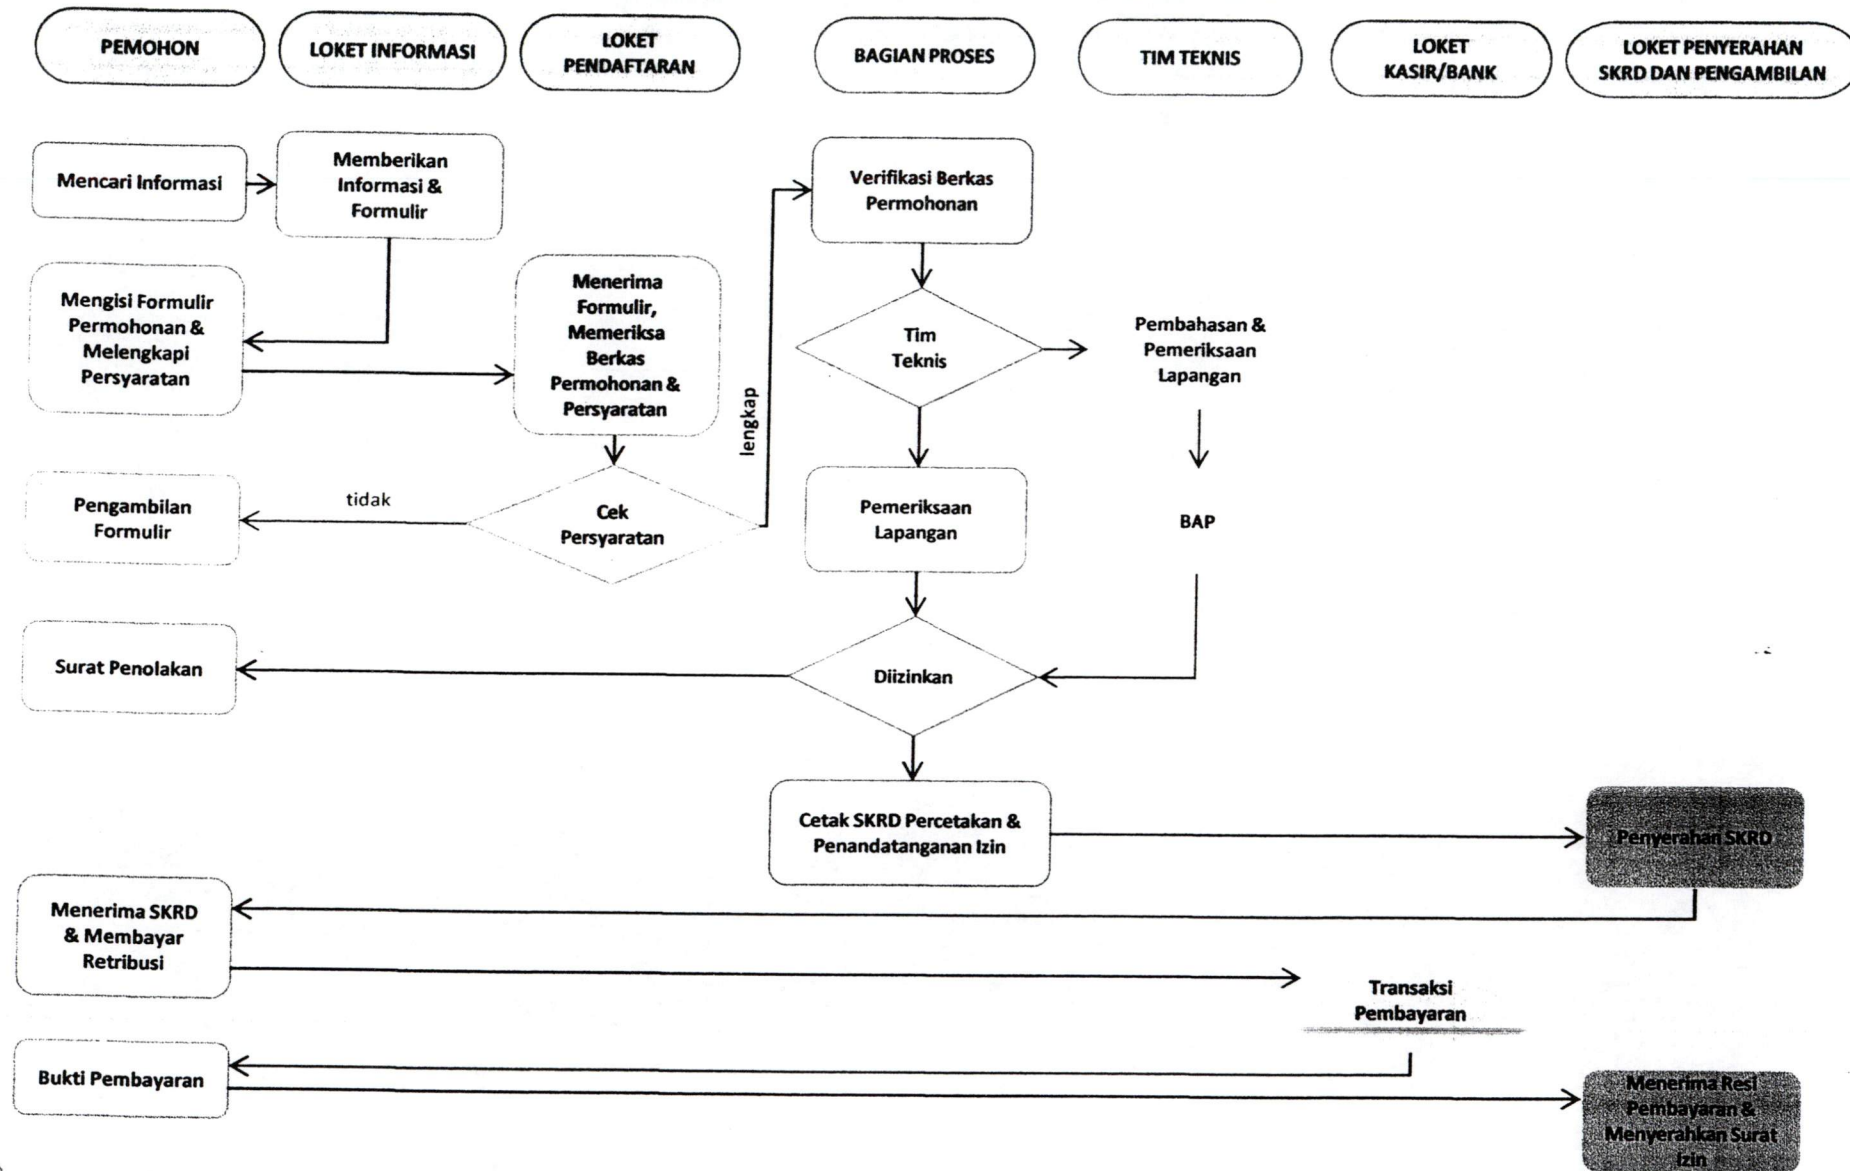 PEMOHON
LOKET INFORMASI
LOKET
PENDAFTARAN
BAGIAN PROSES
TIM TEKNIS
LOKET
KASIR/BANK
LOKET PENYERAHAN
SKRD DAN PENGAMBILAN
Mencari Informasi
Memberikan
Informasi &
Formulir
Verifikasi Berkas
Permohonan
Mengisi Formulir
Permohonan &
Melengkapi
Persyaratan
Menerima
Formulir,
Memeriksa
Berkas
Permohonan &
Persyaratan
lengkap
Tim
Teknis
Pembahasan &
Pemeriksaan
Lapangan
Pengambilan
Formulir
tidak
Cek
Persyaratan
Pemeriksaan
Lapangan
BAP
Surat Penolakan
Diizinkan
Cetak SKRD Percetakan &
Penandatanganan Izin
Penyerahan SKRD
Menerima SKRD
& Membayar
Retribusi
Transaksi
Pembayaran
Bukti Pembayaran
Menerima Resi
Pembayaran &
Menyerahkan Surat
Izin